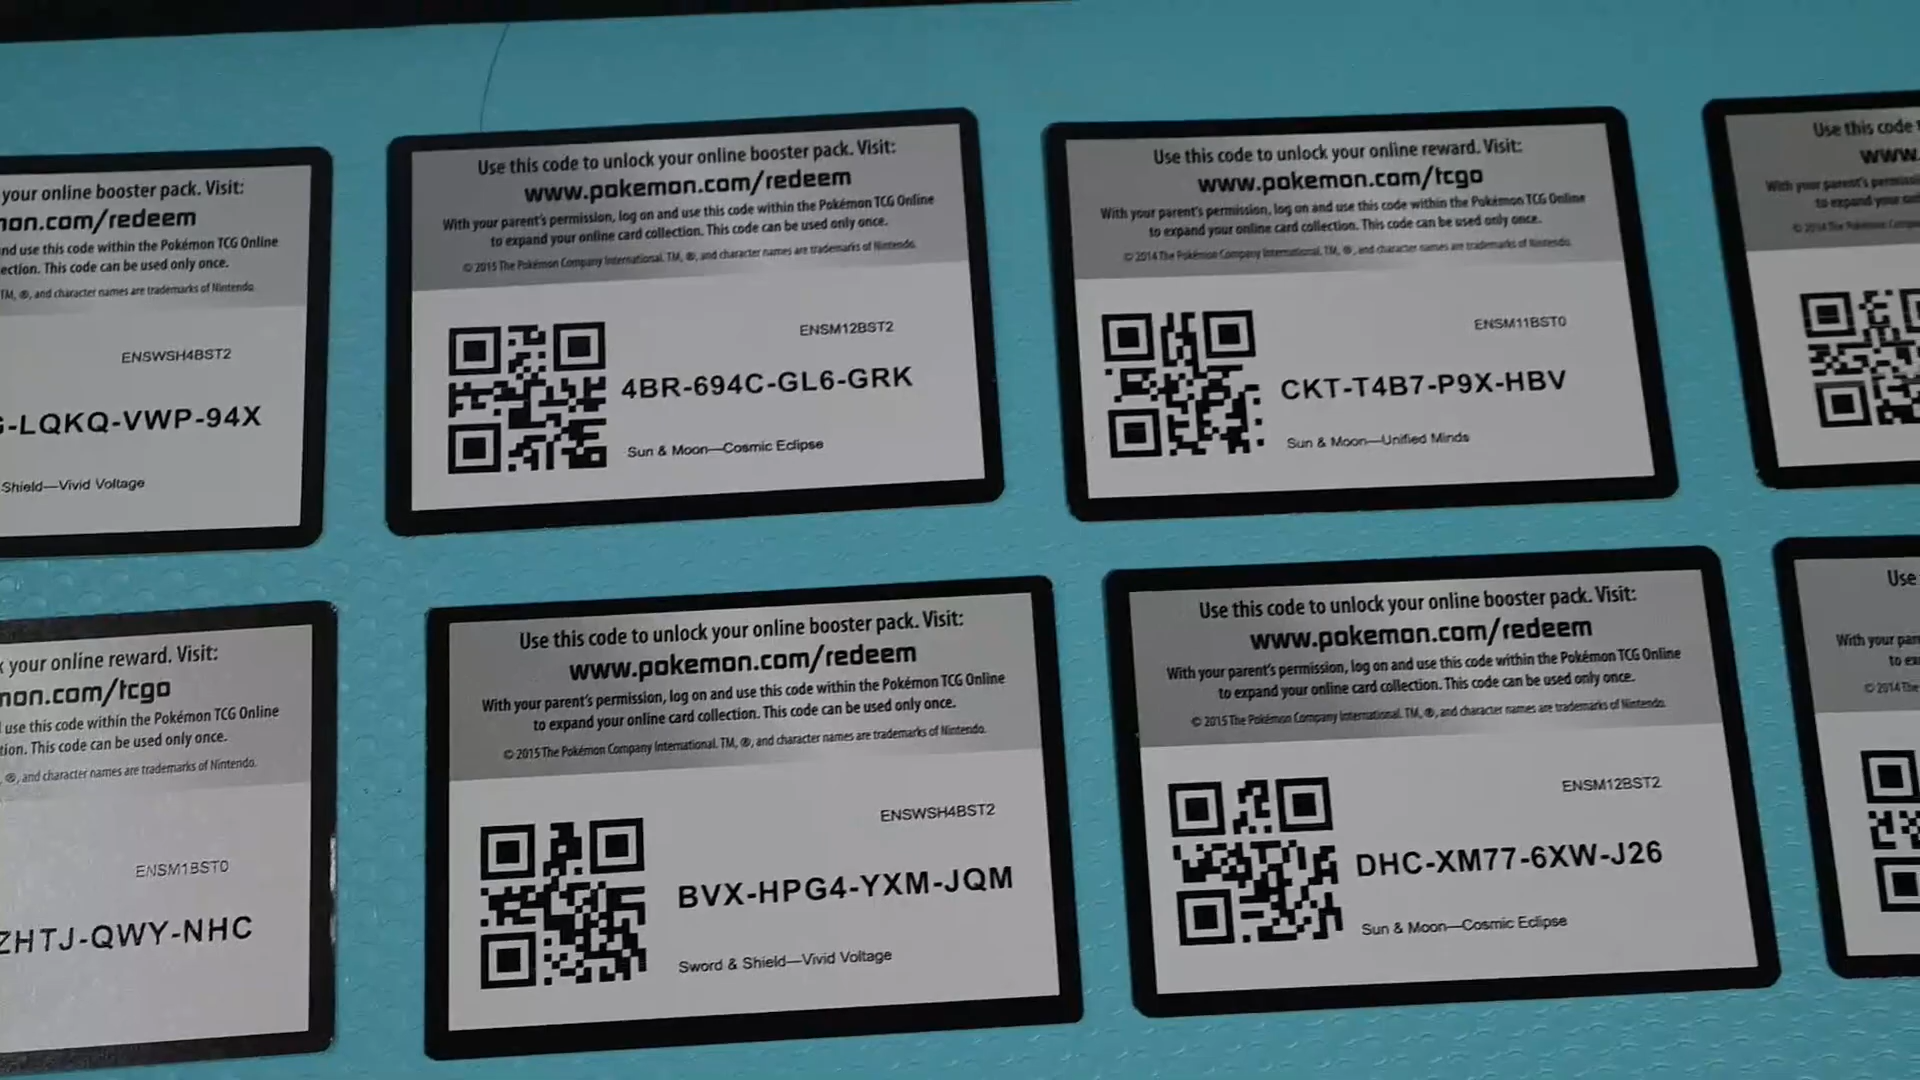 your online booster pack. Visit:
mon.com/redeem
and use this code within the Pokémon TCG Online
ection. This code can be used only once.
TM, ®, and character names are trademarks of Nintendo.
ENSWSH4BST2
-LQKQ-VWP-94X
Shield—Vivid Voltage
Use this code to unlock your online booster pack. Visit:
www.pokemon.com/redeem
With your parent's permission, log on and use this code within the Pokémon TCG Online
to expand your online card collection. This code can be used only once.
© 2015 The Pokémon Company International. TM, ®, and character names are trademarks of Nintendo.
ENSM12BST2
4BR-694C-GL6-GRK
Sun & Moon—Cosmic Eclipse
Use this code to unlock your online reward. Visit:
www.pokemon.com/tcgo
With your parent's permission, log on and use this code within the Pokémon TCG Online
to expand your online card collection. This code can be used only once.
© 2014 The Pokémon Company International. TM, ®, and character names are trademarks of Nintendo.
ENSM11BST0
CKT-T4B7-P9X-HBV
Sun & Moon—Unified Minds
Use this code
www.
With your parent's
to expand your
© 2014 The Pokémon
your online reward. Visit:
mon.com/tcgo
use this code within the Pokémon TCG Online
tion. This code can be used only once.
®, and character names are trademarks of Nintendo.
ENSM1BST0
ZHTJ-QWY-NHC
Use this code to unlock your online booster pack. Visit:
www.pokemon.com/redeem
With your parent's permission, log on and use this code within the Pokémon TCG Online
to expand your online card collection. This code can be used only once.
© 2015 The Pokémon Company International. TM, ®, and character names are trademarks of Nintendo.
ENSWSH4BST2
BVX-HPG4-YXM-JQM
Sword & Shield—Vivid Voltage
Use this code to unlock your online booster pack. Visit:
www.pokemon.com/redeem
With your parent's permission, log on and use this code within the Pokémon TCG Online
to expand your online card collection. This code can be used only once.
© 2015 The Pokémon Company International. TM, ®, and character names are trademarks of Nintendo.
ENSM12BST2
DHC-XM77-6XW-J26
Sun & Moon—Cosmic Eclipse
Use
With your
to
© 2014 The